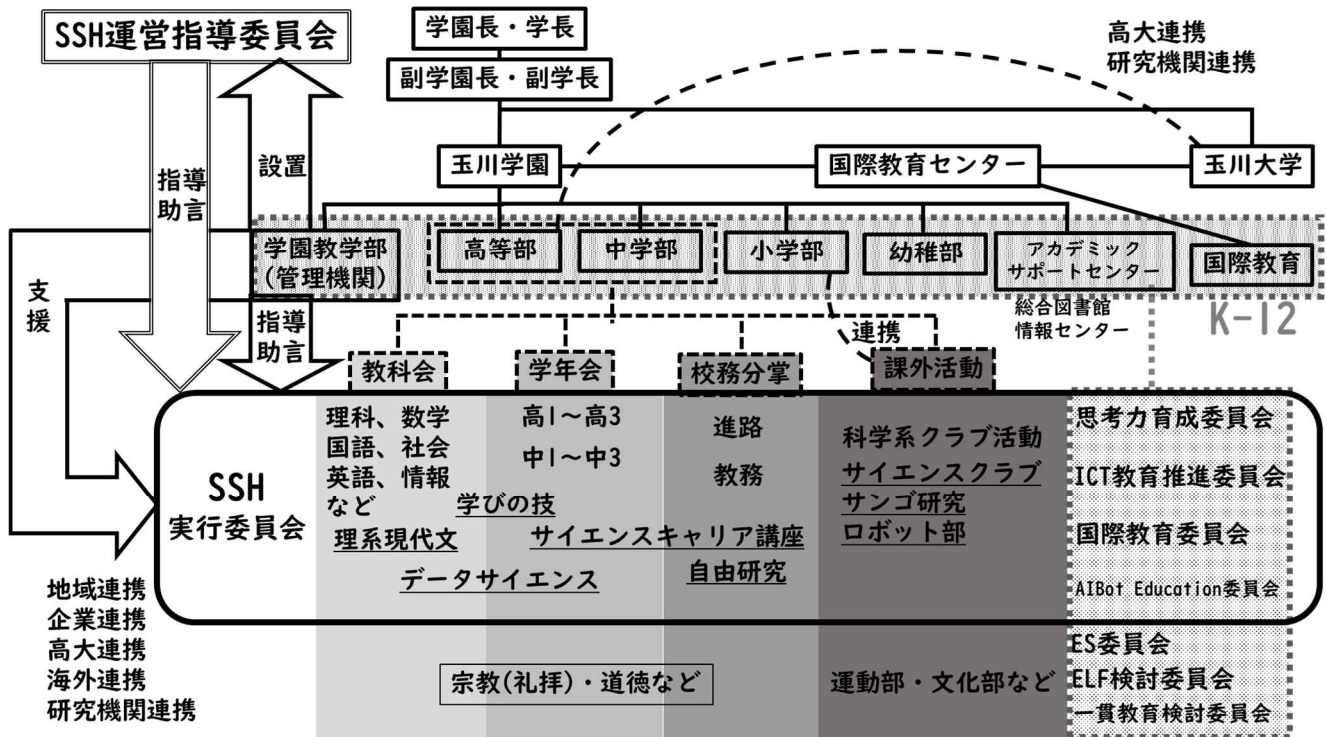 SSH運営指導委員会
学園長・学長
副学園長・副学長
高大連携
研究機関連携
指導
助言
設置
玉川学園
国際教育センター
玉川大学
学園教学部
(管理機関)
高等部
中学部
小学部
幼稚部
アカデミック
サポートセンター
国際教育
総合図書館
情報センター
K-12
支
援
指導
助言
連携
教科会
学年会
校務分掌
課外活動
SSH
実行委員会
理科、数学
国語、社会
英語、情報
など
高1～高3
中1～中3
進路
教務
科学系クラブ活動
サイエンスクラブ
サンゴ研究
ロボット部
学びの技
理系現代文
サイエンスキャリア講座
データサイエンス
自由研究
思考力育成委員会
ICT教育推進委員会
国際教育委員会
AIBot Education委員会
ES委員会
ELF検討委員会
一貫教育検討委員会
地域連携
企業連携
高大連携
海外連携
研究機関連携
宗教(礼拝)・道徳など
運動部・文化部など